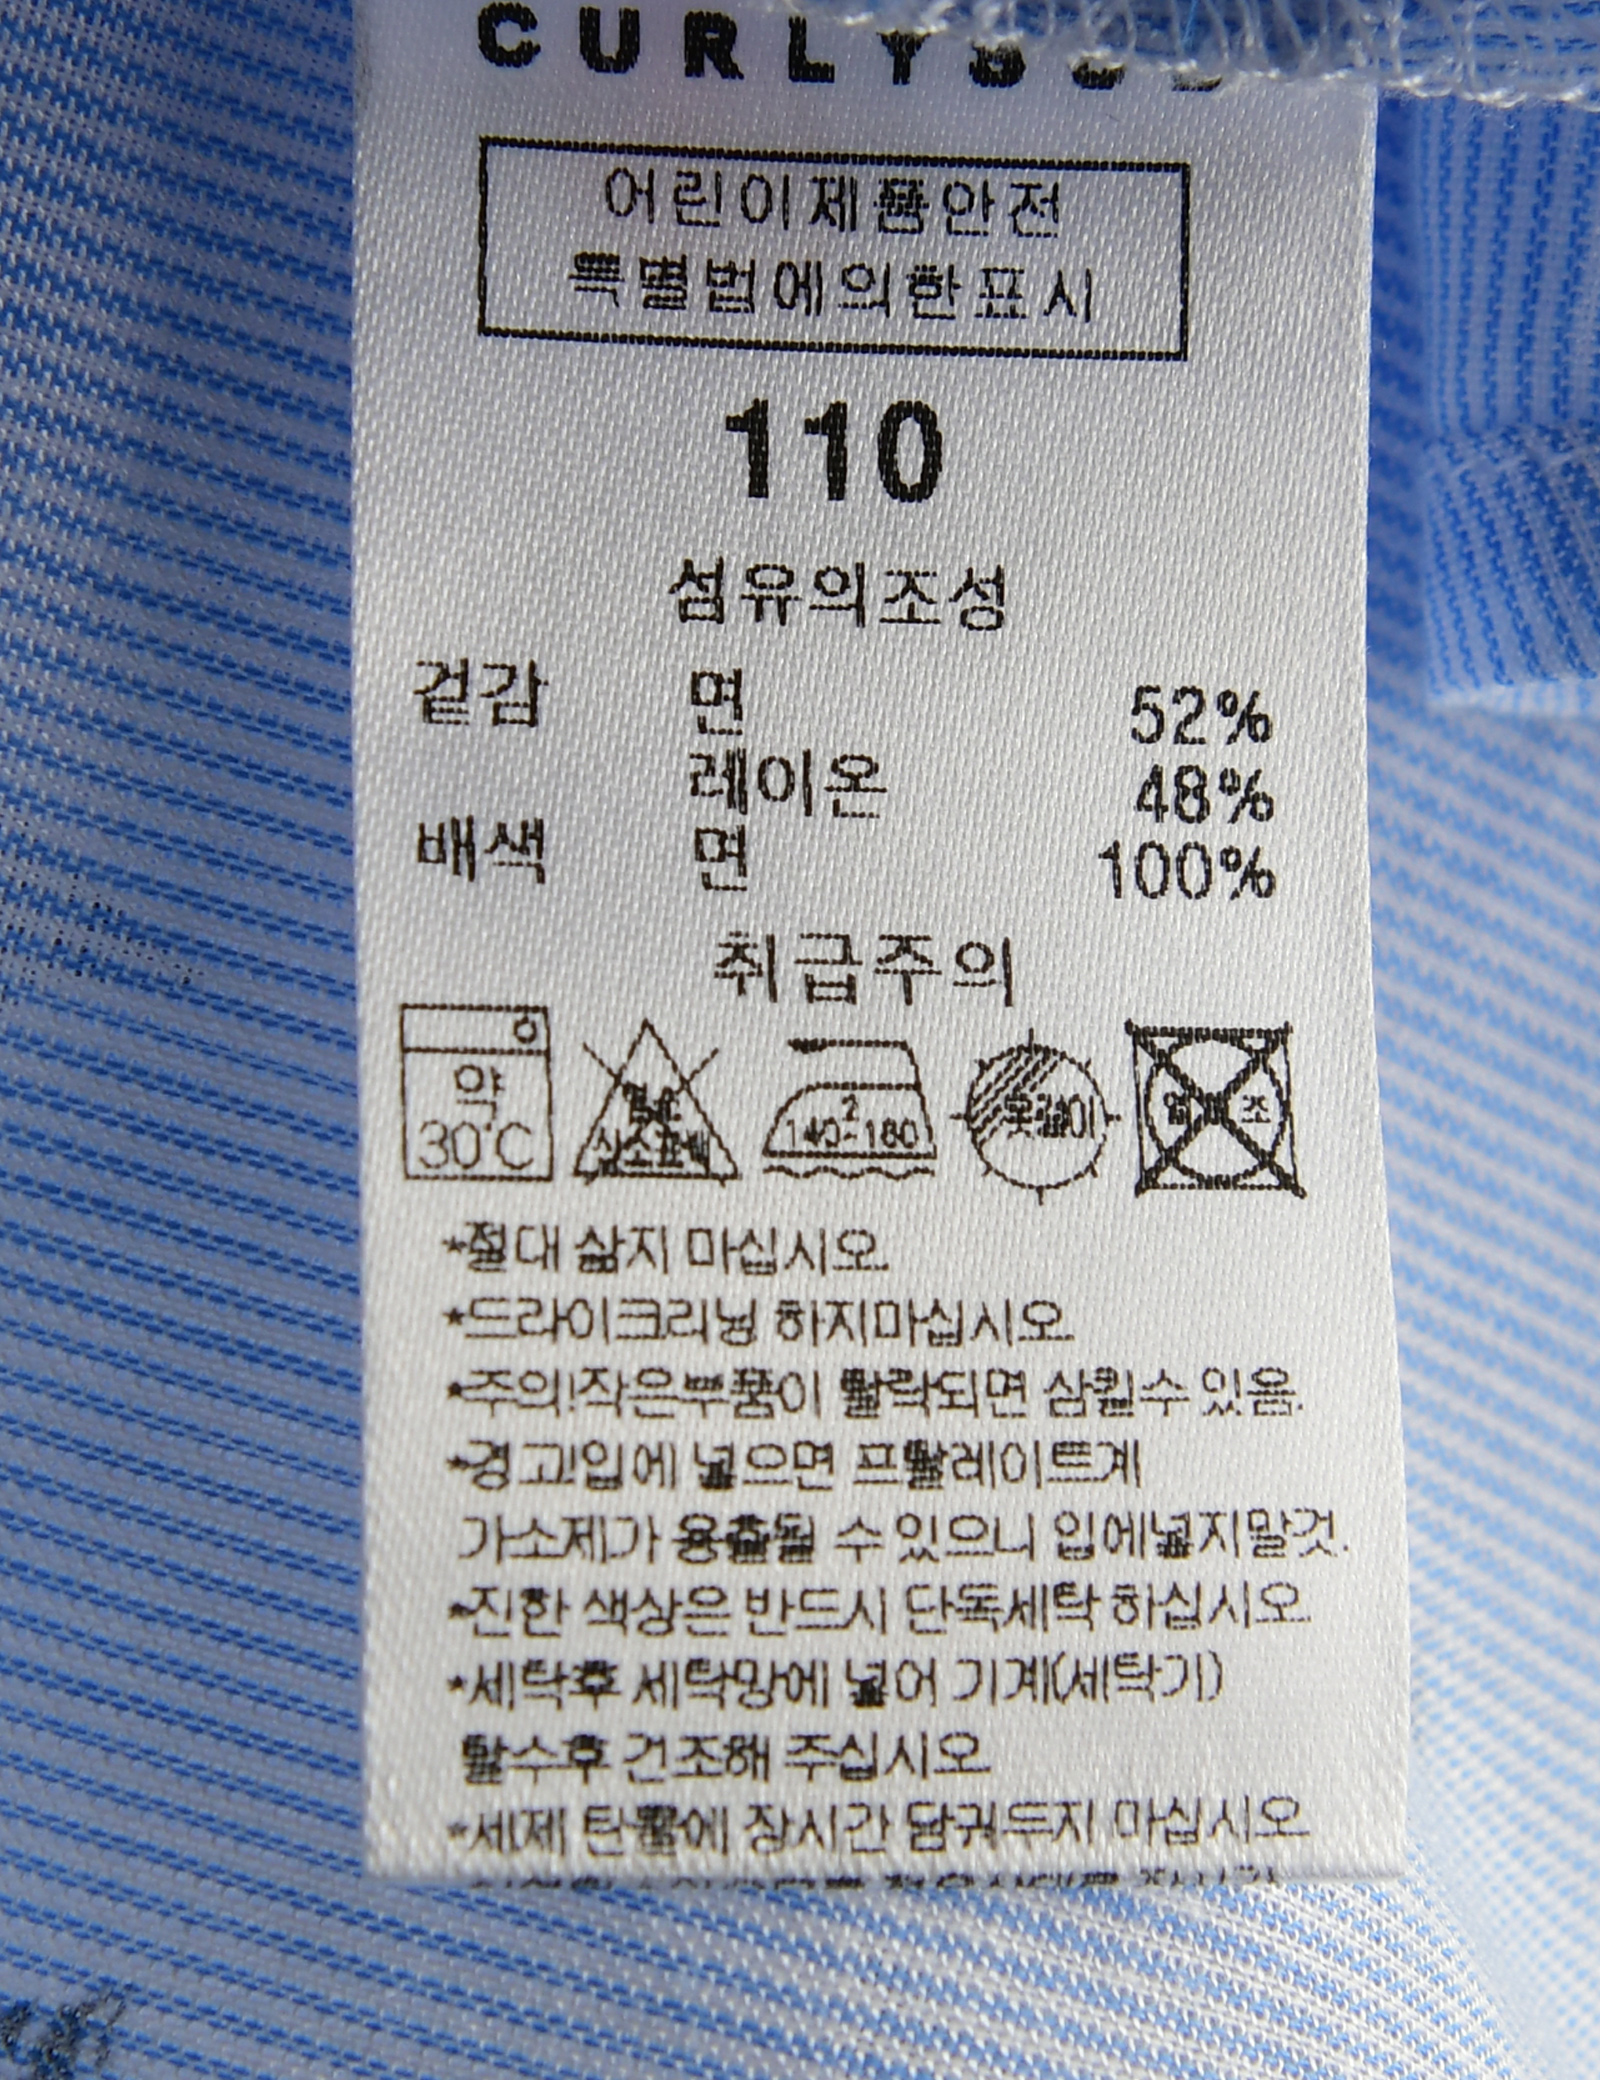 어린이제품안전
특별법에의한표시
110
섬유의조성
겉감 면 52%
레이온 48%
배색 면 100%
취급주의
약 30°C
염소 산소표백
2 140-160
옷걸이
조
*절대 삶지 마십시오.
*드라이크리닝 하지마십시오.
*주의!작은부품이 탈락되면 삼킬수 있음.
*경고!입에 넣으면 프탈레이트계
가소제가 용출될 수 있으니 입에넣지말것.
*진한 색상은 반드시 단독세탁 하십시오.
*세탁후 세탁망에 넣어 기계(세탁기)
탈수후 건조해 주십시오.
*세제 탄물에 장시간 담궈두지 마십시오